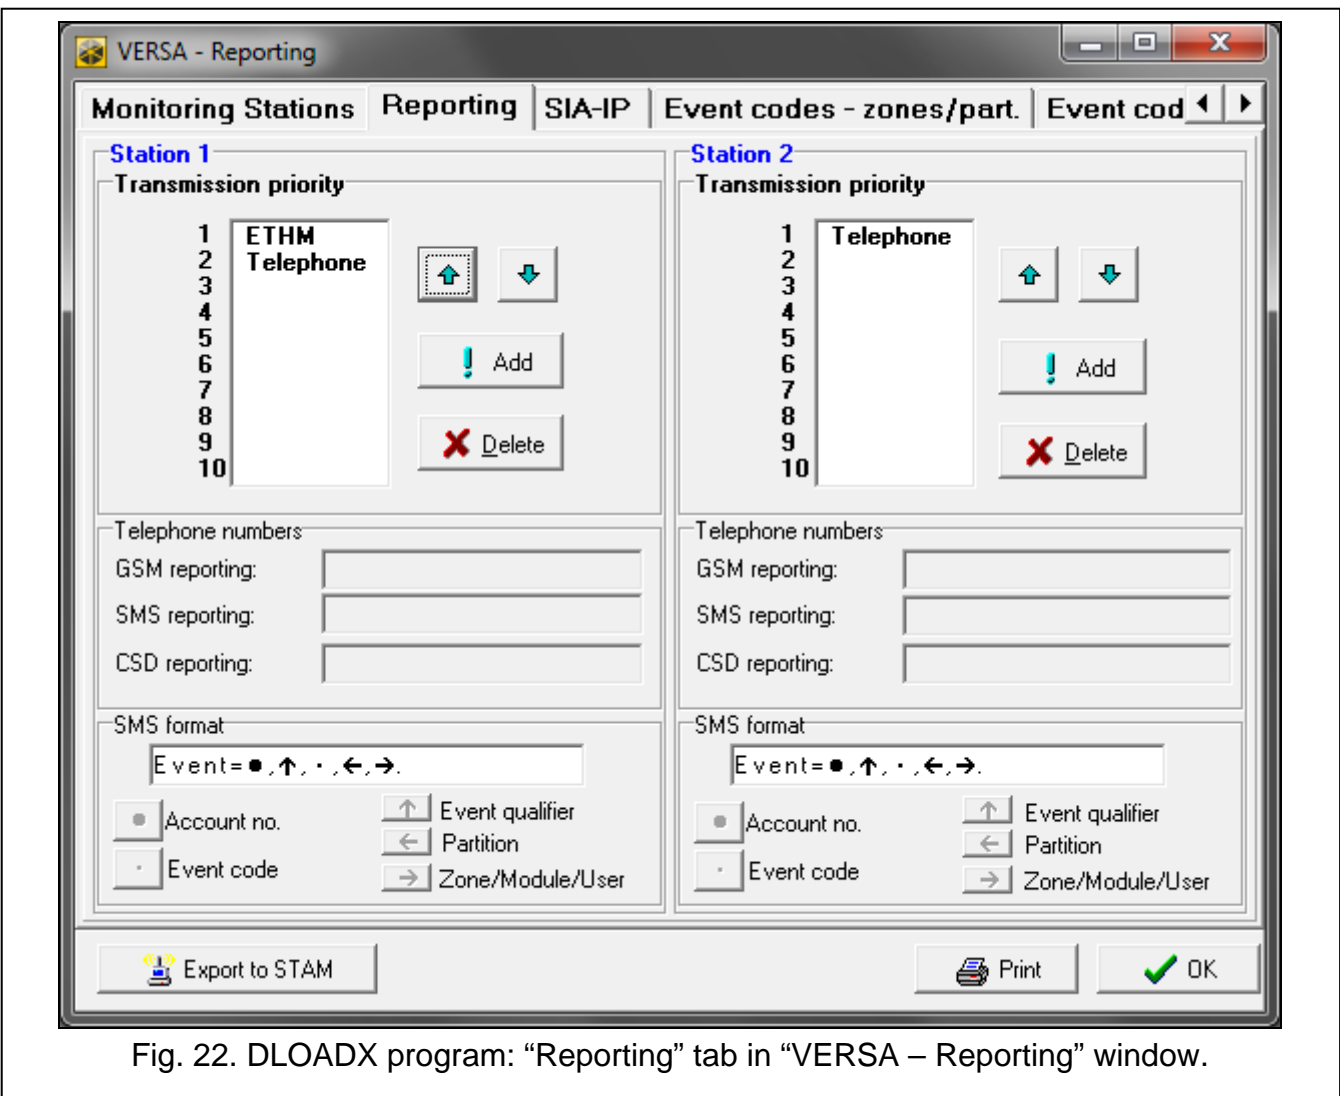 VERSA - Reporting
Monitoring Stations Reporting SIA-IP Event codes - zones/part. Event cod
Station 1
Transmission priority
1 ETHM
2 Telephone
3
4
5
6
7
8
9
10
Add
Delete
Telephone numbers
GSM reporting:
SMS reporting:
CSD reporting:
SMS format
Event=●,↑,·,←,→.
● Account no.
· Event code
↑ Event qualifier
← Partition
→ Zone/Module/User
Station 2
Transmission priority
1 Telephone
2
3
4
5
6
7
8
9
10
Add
Delete
Telephone numbers
GSM reporting:
SMS reporting:
CSD reporting:
SMS format
Event=●,↑,·,←,→.
● Account no.
· Event code
↑ Event qualifier
← Partition
→ Zone/Module/User
Export to STAM Print OK
Fig. 22. DLOADX program: “Reporting” tab in “VERSA – Reporting” window.